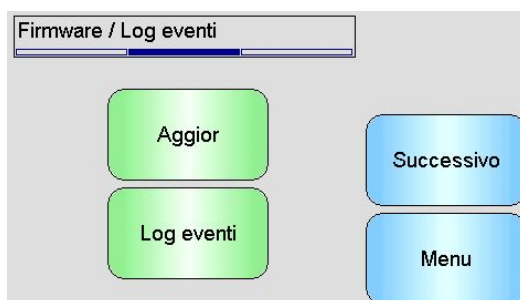 Firmware / Log eventi
Aggior
Successivo
Log eventi
Menu